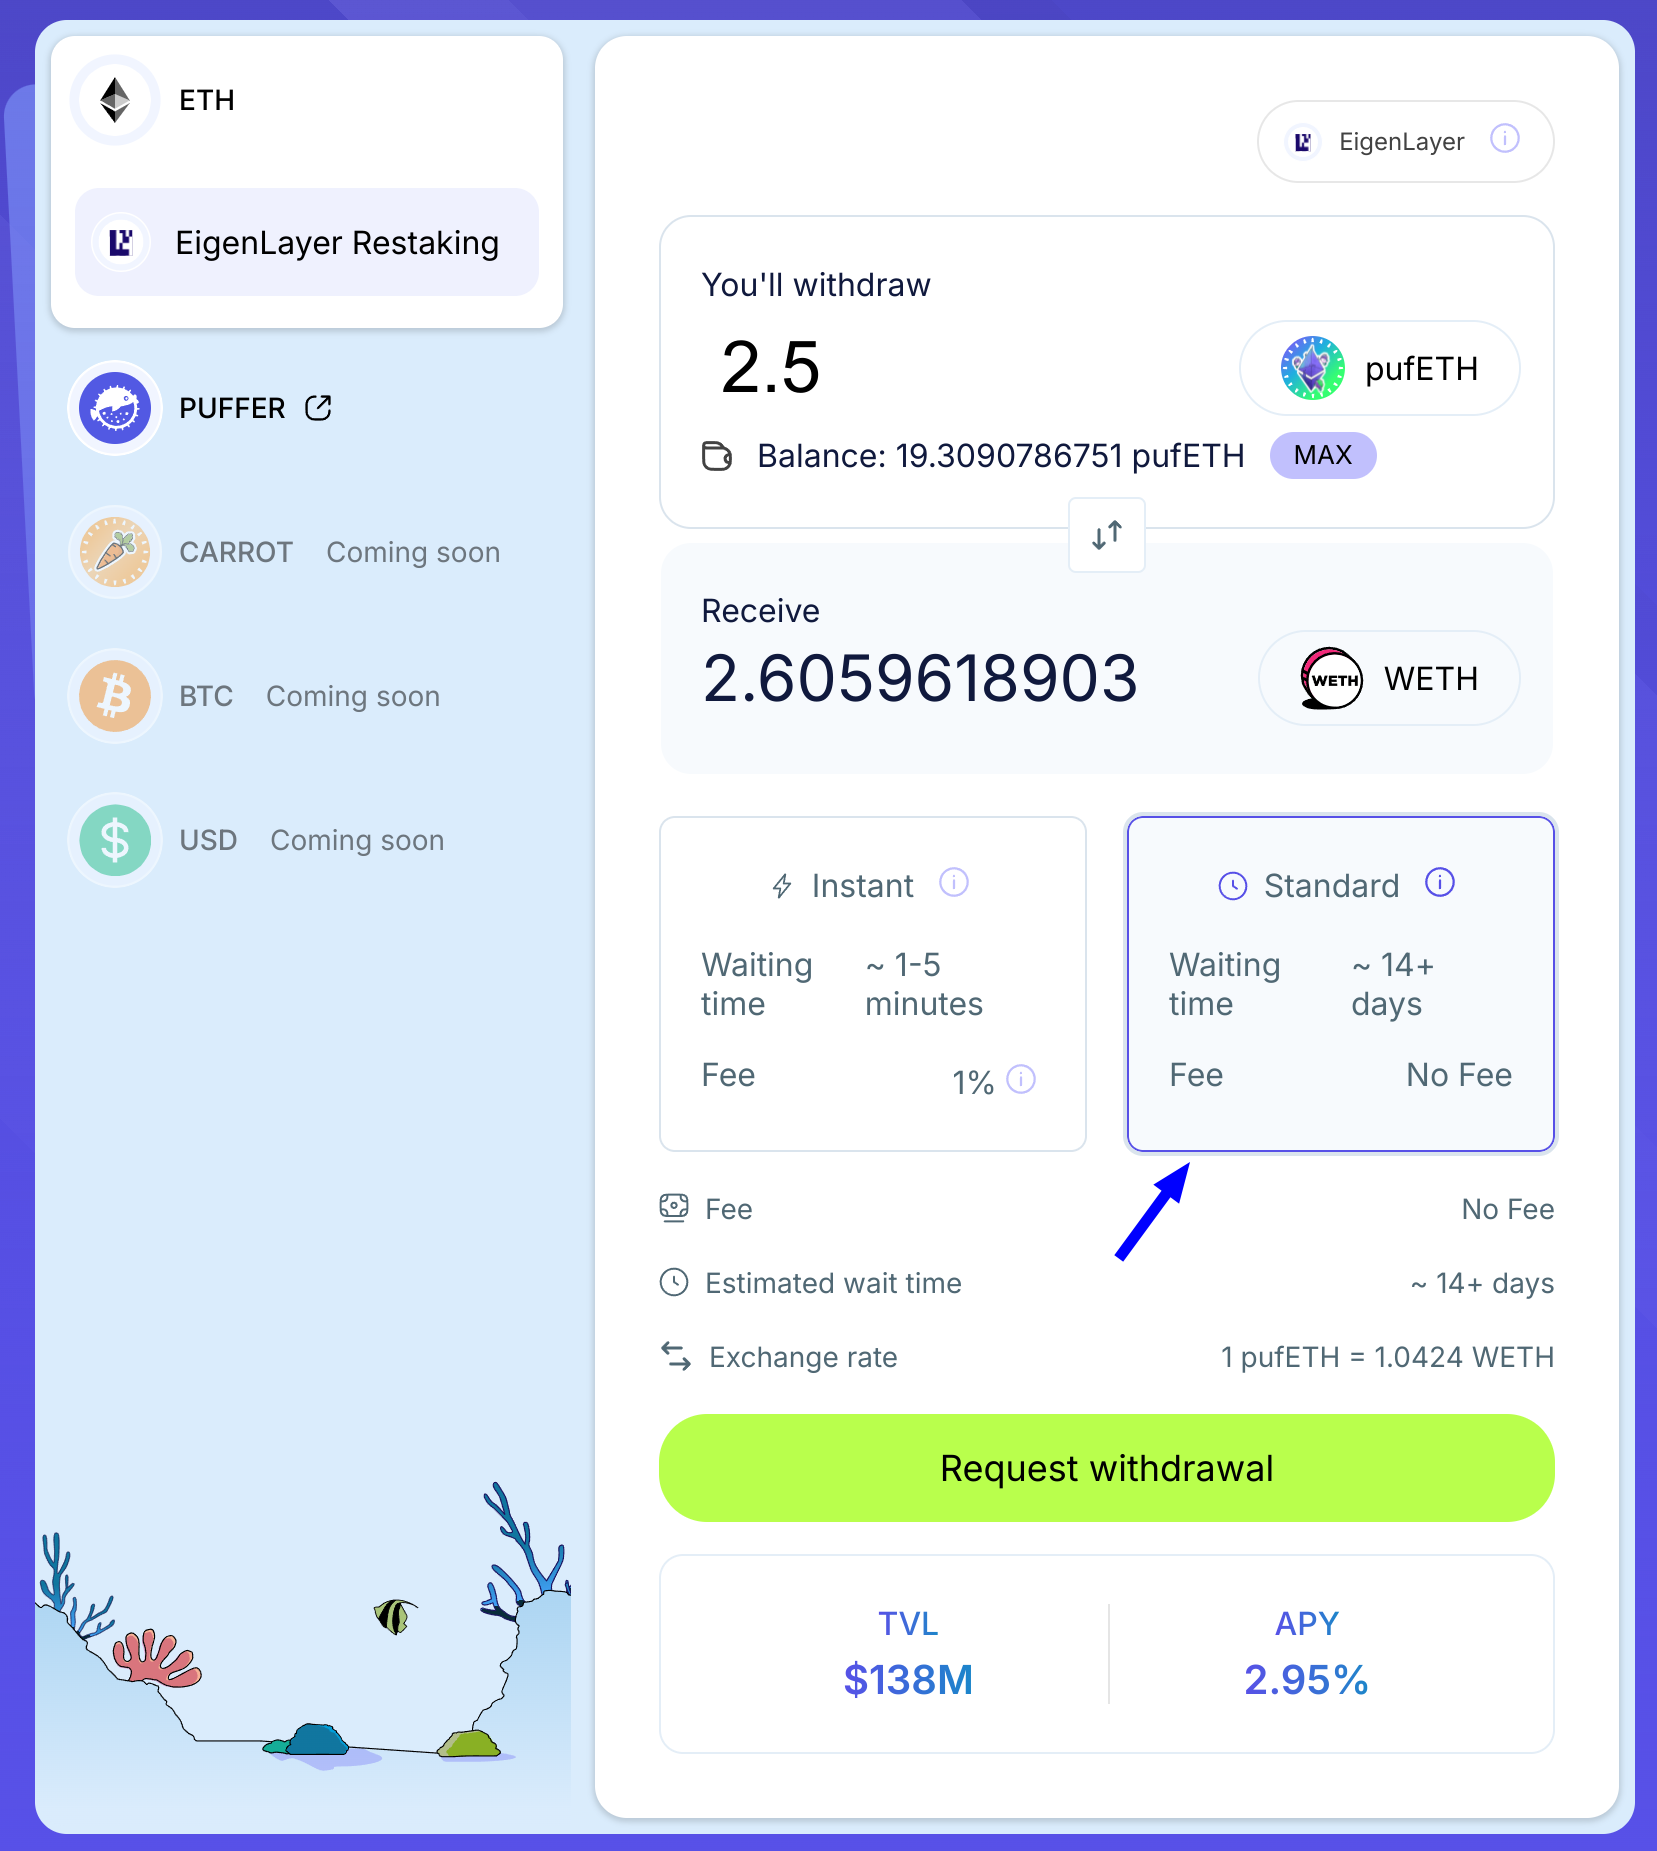 ETH
EigenLayer Restaking
PUFFER
CARROT Coming soon
BTC Coming soon
USD Coming soon
EigenLayer
You'll withdraw
2.5
pufETH
Balance: 19.3090786751 pufETH MAX
Receive
2.6059618903
WETH WETH
Instant
Waiting time ~ 1-5 minutes
Fee 1%
Standard
Waiting time ~ 14+ days
Fee No Fee
Fee No Fee
Estimated wait time ~ 14+ days
Exchange rate 1 pufETH = 1.0424 WETH
Request withdrawal
TVL
$138M
APY
2.95%